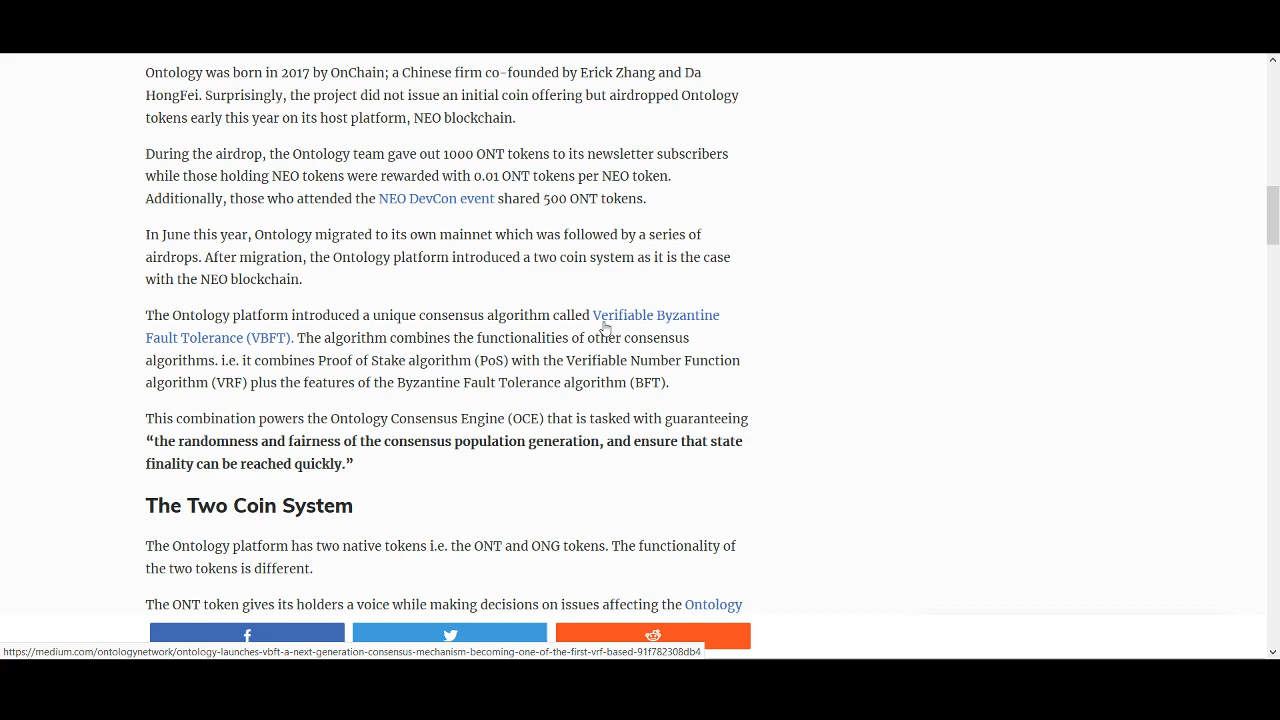 Ontology was born in 2017 by OnChain; a Chinese firm co-founded by Erick Zhang and Da
HongFei. Surprisingly, the project did not issue an initial coin offering but airdropped Ontology
tokens early this year on its host platform, NEO blockchain.
During the airdrop, the Ontology team gave out 1000 ONT tokens to its newsletter subscribers
while those holding NEO tokens were rewarded with 0.01 ONT tokens per NEO token.
Additionally, those who attended the NEO DevCon event shared 500 ONT tokens.
In June this year, Ontology migrated to its own mainnet which was followed by a series of
airdrops. After migration, the Ontology platform introduced a two coin system as it is the case
with the NEO blockchain.
The Ontology platform introduced a unique consensus algorithm called Verifiable Byzantine
Fault Tolerance (VBFT). The algorithm combines the functionalities of other consensus
algorithms. i.e. it combines Proof of Stake algorithm (PoS) with the Verifiable Number Function
algorithm (VRF) plus the features of the Byzantine Fault Tolerance algorithm (BFT).
This combination powers the Ontology Consensus Engine (OCE) that is tasked with guaranteeing
“the randomness and fairness of the consensus population generation, and ensure that state
finality can be reached quickly.”
The Two Coin System
The Ontology platform has two native tokens i.e. the ONT and ONG tokens. The functionality of
the two tokens is different.
The ONT token gives its holders a voice while making decisions on issues affecting the Ontology
https://medium.com/ontologynetwork/ontology-launches-vbft-a-next-generation-consensus-mechanism-becoming-one-of-the-first-vrf-based-91f782308db4